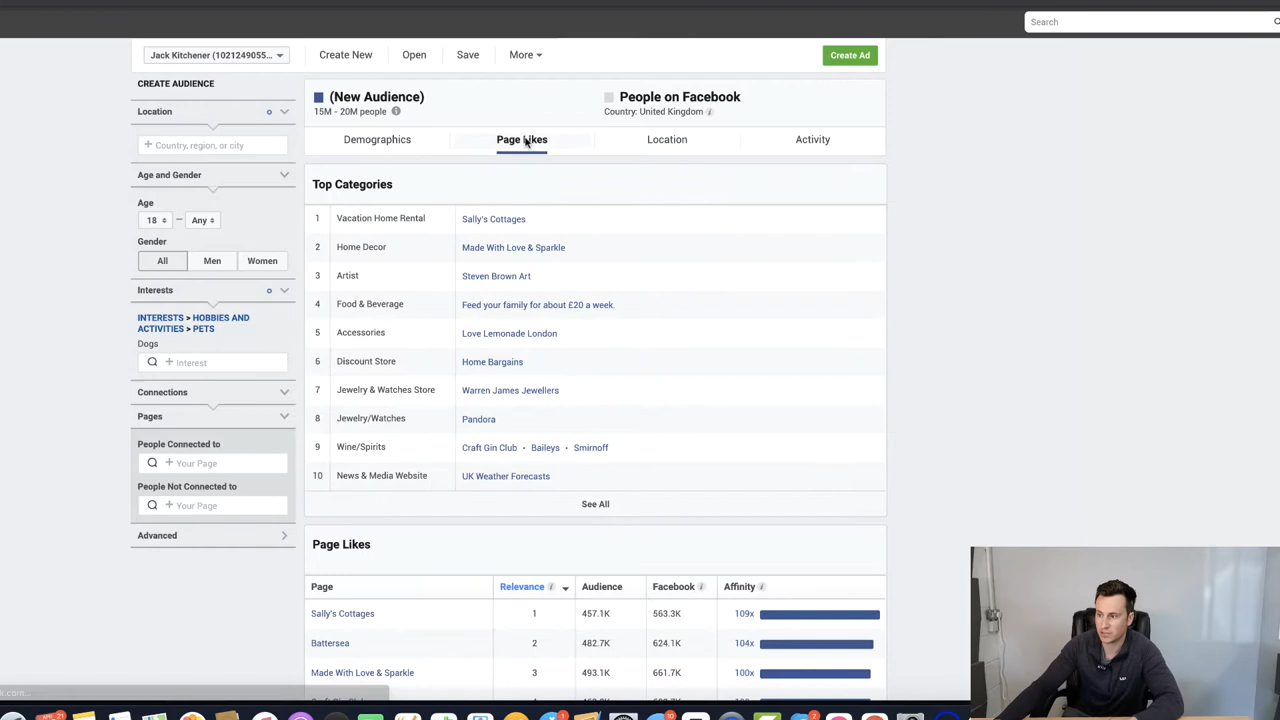 Search
Jack Kitchener (1021249055...
Create New
Open
Save
More
Create Ad
CREATE AUDIENCE
Location
+ Country, region, or city
Age and Gender
Age
18 – Any
Gender
All Men Women
Interests
INTERESTS > HOBBIES AND
ACTIVITIES > PETS
Dogs
+ Interest
Connections
Pages
People Connected to
+ Your Page
People Not Connected to
+ Your Page
Advanced
(New Audience)
15M - 20M people
People on Facebook
Country: United Kingdom
Demographics Page Likes Location Activity
Top Categories
1 Vacation Home Rental Sally's Cottages
2 Home Decor Made With Love & Sparkle
3 Artist Steven Brown Art
4 Food & Beverage Feed your family for about £20 a week.
5 Accessories Love Lemonade London
6 Discount Store Home Bargains
7 Jewelry & Watches Store Warren James Jewellers
8 Jewelry/Watches Pandora
9 Wine/Spirits Craft Gin Club • Baileys • Smirnoff
10 News & Media Website UK Weather Forecasts
See All
Page Likes
Page Relevance Audience Facebook Affinity
Sally's Cottages 1 457.1K 563.3K 109x
Battersea 2 482.7K 624.1K 104x
Made With Love & Sparkle 3 493.1K 661.7K 100x